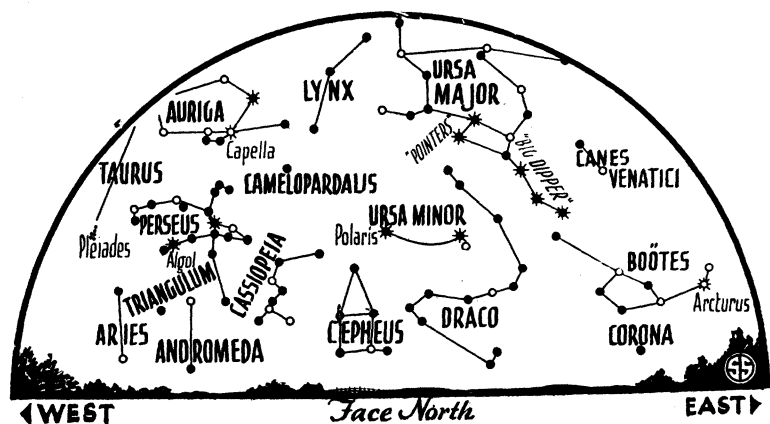 URSA
MAJOR
LYNX
AURIGA
Capella
"POINTERS"
"BIG DIPPER"
CANES
VENATICI
TAURUS
CAMELOPARDALIS
PERSEUS
URSA MINOR
Polaris
Pleiades
Algol
TRIANGULUM
CASSIOPEIA
BOÖTES
Arcturus
ARIES
ANDROMEDA
CEPHEUS
DRACO
CORONA
SS
WEST
Face North
EAST